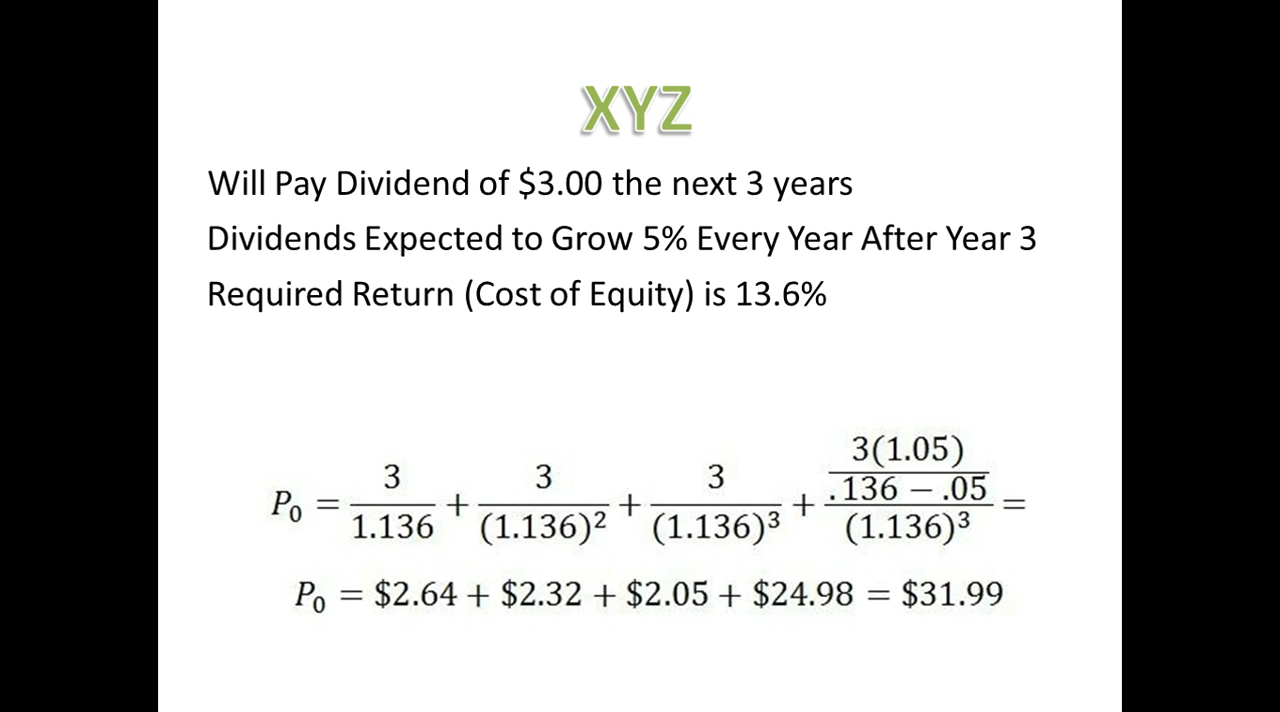 XYZ
Will Pay Dividend of $3.00 the next 3 years
Dividends Expected to Grow 5% Every Year After Year 3
Required Return (Cost of Equity) is 13.6%
P₀ = 3/1.136 + 3/(1.136)² + 3/(1.136)³ + (3(1.05)/(.136 − .05))/(1.136)³ =
P₀ = $2.64 + $2.32 + $2.05 + $24.98 = $31.99